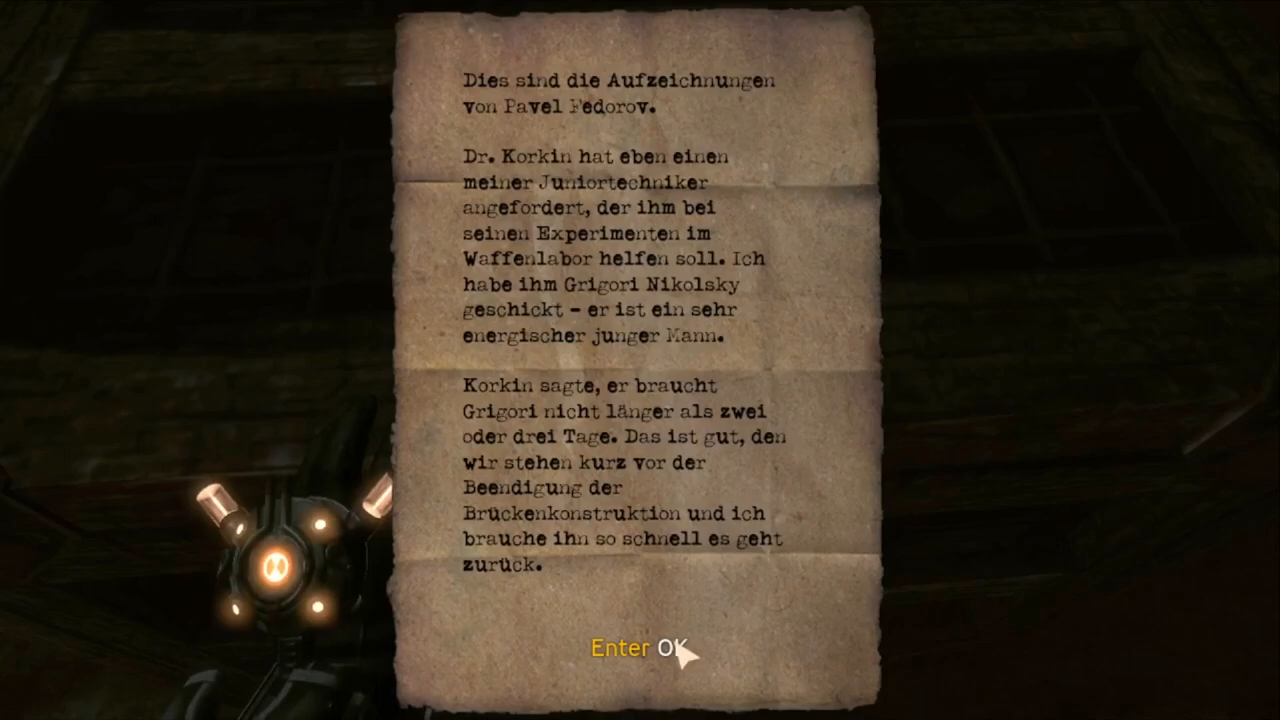 Dies sind die Aufzeichnungen
von Pavel Fedorov.
Dr. Korkin hat eben einen
meiner Juniortechniker
angefordert, der ihm bei
seinen Experimenten im
Waffenlabor helfen soll. Ich
habe ihm Grigori Nikolsky
geschickt – er ist ein sehr
energischer junger Mann.
Korkin sagte, er braucht
Grigori nicht länger als zwei
oder drei Tage. Das ist gut, den
wir stehen kurz vor der
Beendigung der
Brückenkonstruktion und ich
brauche ihn so schnell es geht
zurück.
Enter OK